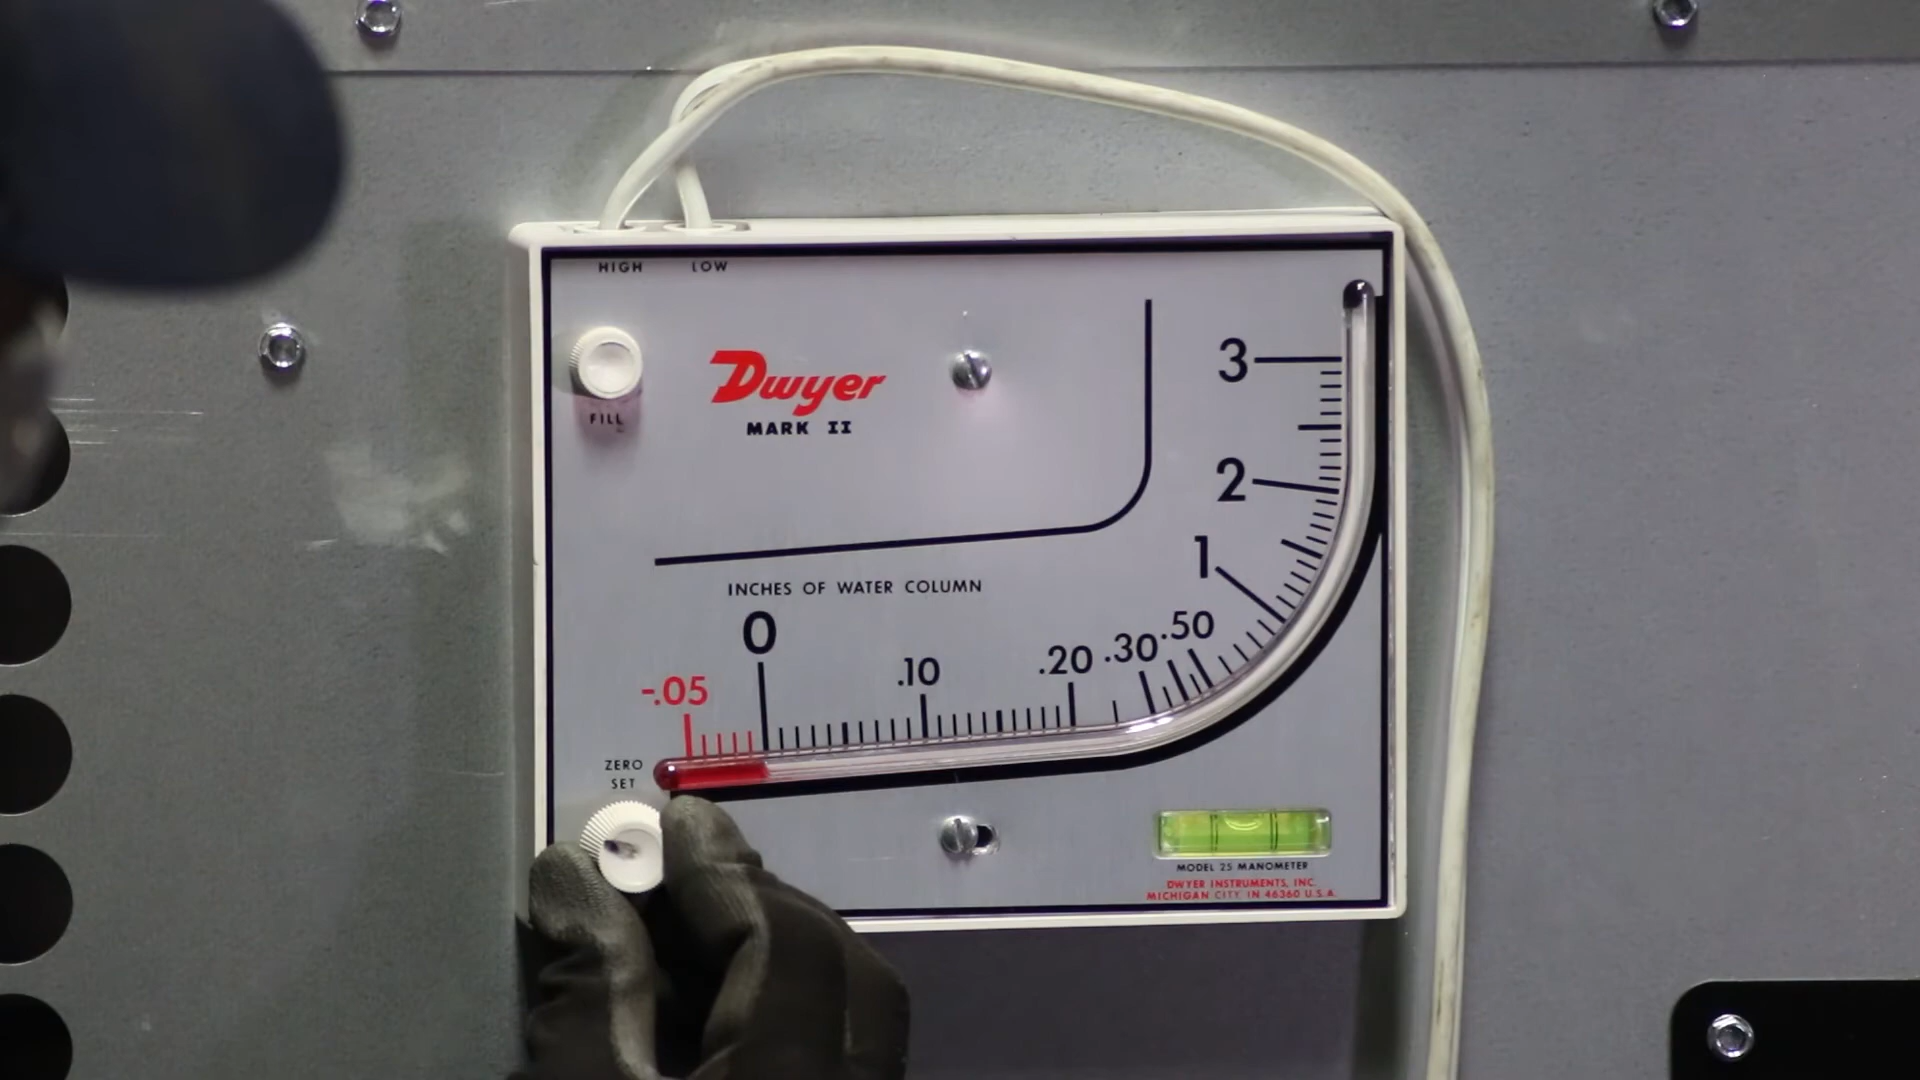 HIGH LOW
FILL
Dwyer
MARK II
3
2
1
INCHES OF WATER COLUMN
0
-.05 .10 .20 .30 .50
ZERO
SET
MODEL 25 MANOMETER
DWYER INSTRUMENTS, INC.
MICHIGAN CITY, IN 46360 U.S.A.